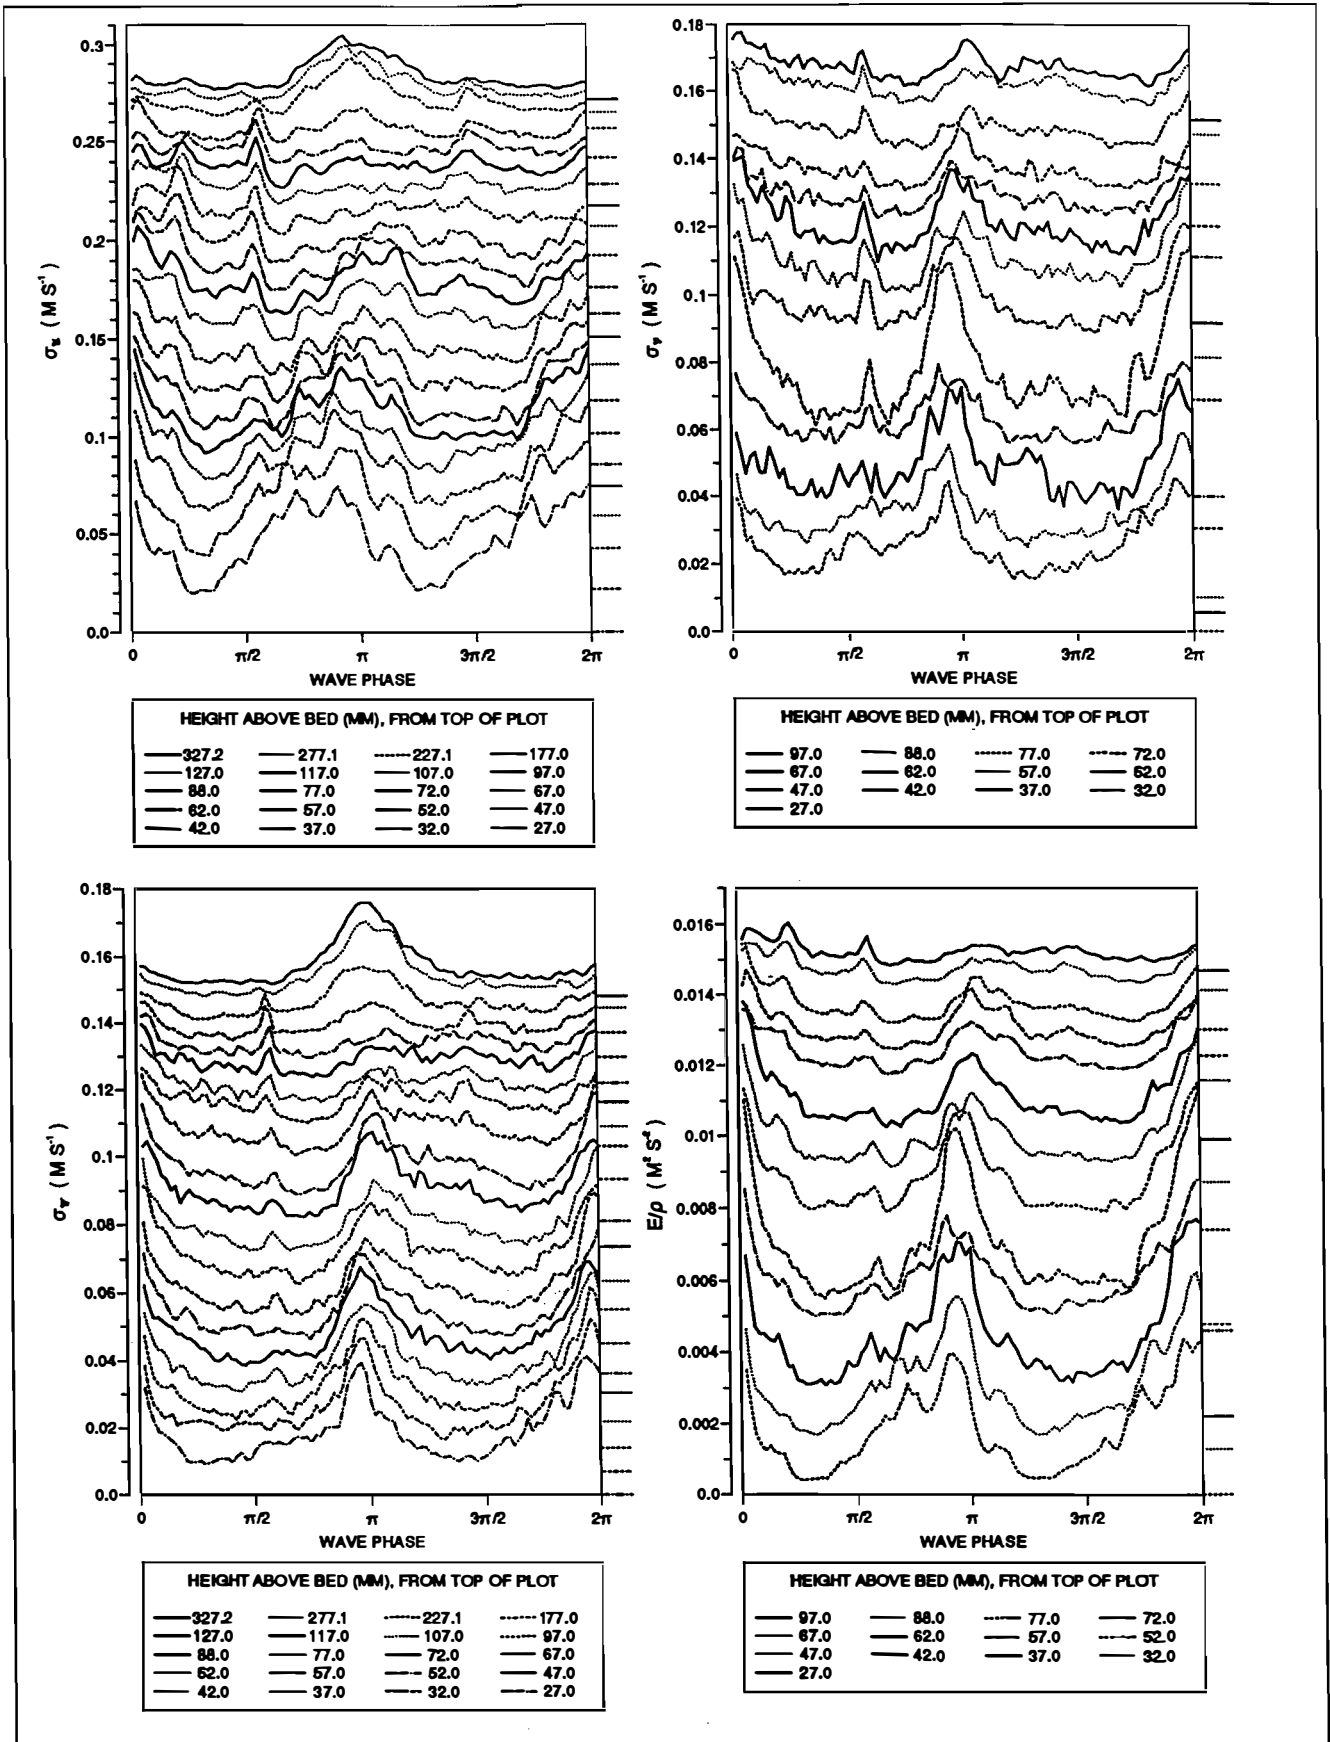 0.3
0.25
0.2
0.15
0.1
0.05
0.0
σu ( M S⁻¹ )
0 π/2 π 3π/2 2π
WAVE PHASE
HEIGHT ABOVE BED (MM), FROM TOP OF PLOT
327.2 277.1 227.1 177.0
127.0 117.0 107.0 97.0
88.0 77.0 72.0 67.0
62.0 57.0 52.0 47.0
42.0 37.0 32.0 27.0
0.18
0.16
0.14
0.12
0.1
0.08
0.06
0.04
0.02
0.0
σv ( M S⁻¹ )
0 π/2 π 3π/2 2π
WAVE PHASE
HEIGHT ABOVE BED (MM), FROM TOP OF PLOT
97.0 88.0 77.0 72.0
67.0 62.0 57.0 52.0
47.0 42.0 37.0 32.0
27.0
0.18
0.16
0.14
0.12
0.1
0.08
0.06
0.04
0.02
0.0
σw ( M S⁻¹ )
0 π/2 π 3π/2 2π
WAVE PHASE
HEIGHT ABOVE BED (MM), FROM TOP OF PLOT
327.2 277.1 227.1 177.0
127.0 117.0 107.0 97.0
88.0 77.0 72.0 67.0
62.0 57.0 52.0 47.0
42.0 37.0 32.0 27.0
0.016
0.014
0.012
0.01
0.008
0.006
0.004
0.002
0.0
E/ρ ( M² S⁻² )
0 π/2 π 3π/2 2π
WAVE PHASE
HEIGHT ABOVE BED (MM), FROM TOP OF PLOT
97.0 88.0 77.0 72.0
67.0 62.0 57.0 52.0
47.0 42.0 37.0 32.0
27.0